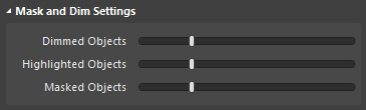 Mask and Dim Settings
Dimmed Objects
Highlighted Objects
Masked Objects